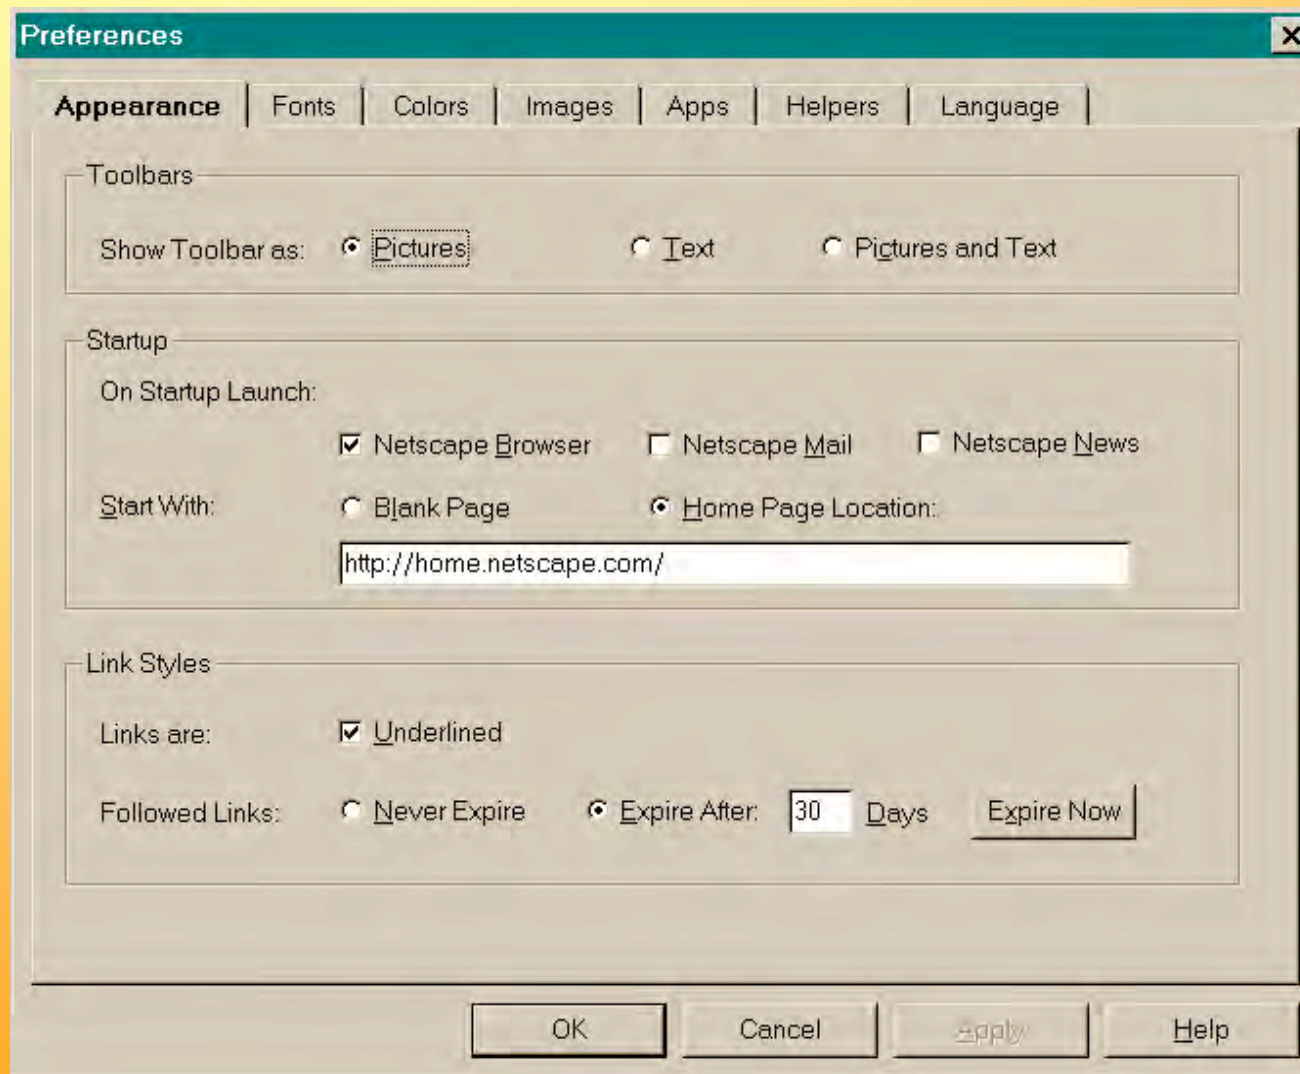 Preferences
Appearance Fonts Colors Images Apps Helpers Language
Toolbars
Show Toolbar as: Pictures Text Pictures and Text
Startup
On Startup Launch:
Netscape Browser Netscape Mail Netscape News
Start With: Blank Page Home Page Location:
http://home.netscape.com/
Link Styles
Links are: Underlined
Followed Links: Never Expire Expire After: 30 Days Expire Now
OK Cancel Apply Help